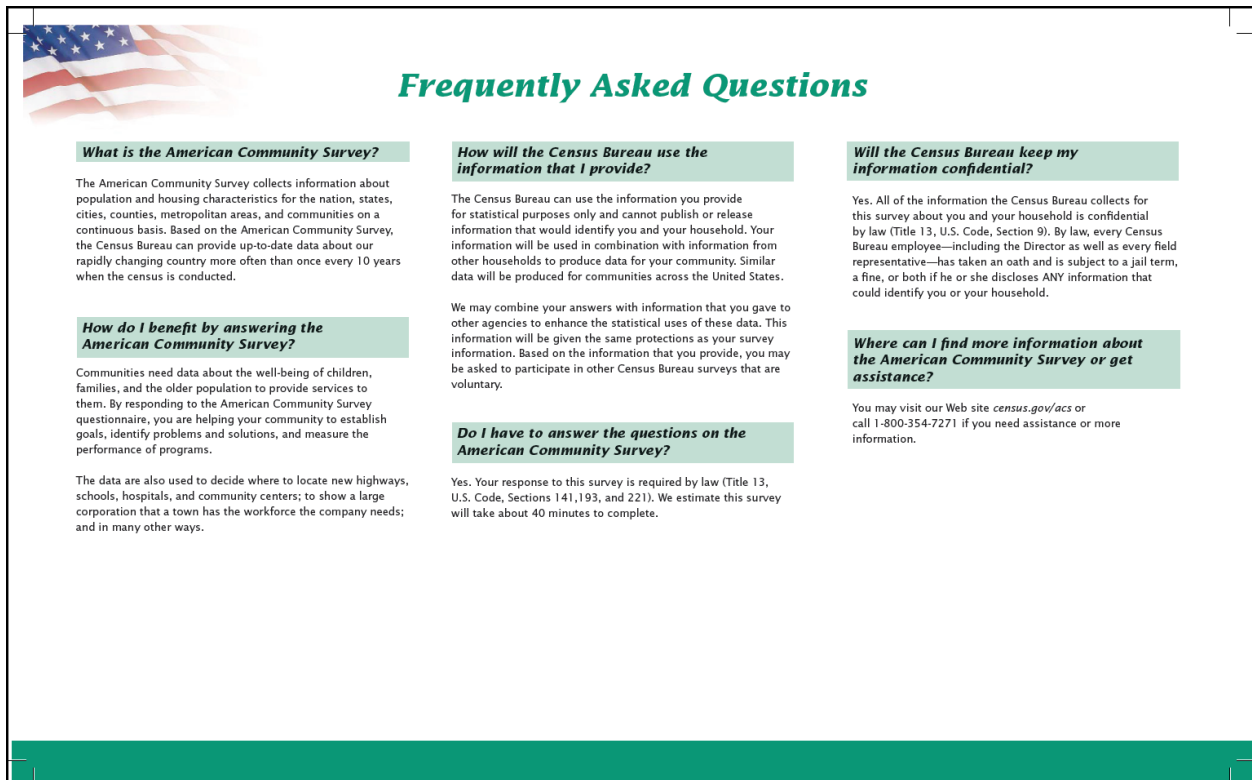 Frequently Asked Questions
What is the American Community Survey?
The American Community Survey collects information about
population and housing characteristics for the nation, states,
cities, counties, metropolitan areas, and communities on a
continuous basis. Based on the American Community Survey,
the Census Bureau can provide up-to-date data about our
rapidly changing country more often than once every 10 years
when the census is conducted.
How do I benefit by answering the
American Community Survey?
Communities need data about the well-being of children,
families, and the older population to provide services to
them. By responding to the American Community Survey
questionnaire, you are helping your community to establish
goals, identify problems and solutions, and measure the
performance of programs.
The data are also used to decide where to locate new highways,
schools, hospitals, and community centers; to show a large
corporation that a town has the workforce the company needs;
and in many other ways.
How will the Census Bureau use the
information that I provide?
The Census Bureau can use the information you provide
for statistical purposes only and cannot publish or release
information that would identify you and your household. Your
information will be used in combination with information from
other households to produce data for your community. Similar
data will be produced for communities across the United States.
We may combine your answers with information that you gave to
other agencies to enhance the statistical uses of these data. This
information will be given the same protections as your survey
information. Based on the information that you provide, you may
be asked to participate in other Census Bureau surveys that are
voluntary.
Do I have to answer the questions on the
American Community Survey?
Yes. Your response to this survey is required by law (Title 13,
U.S. Code, Sections 141,193, and 221). We estimate this survey
will take about 40 minutes to complete.
Will the Census Bureau keep my
information confidential?
Yes. All of the information the Census Bureau collects for
this survey about you and your household is confidential
by law (Title 13, U.S. Code, Section 9). By law, every Census
Bureau employee—including the Director as well as every field
representative—has taken an oath and is subject to a jail term,
a fine, or both if he or she discloses ANY information that
could identify you or your household.
Where can I find more information about
the American Community Survey or get
assistance?
You may visit our Web site census.gov/acs or
call 1-800-354-7271 if you need assistance or more
information.